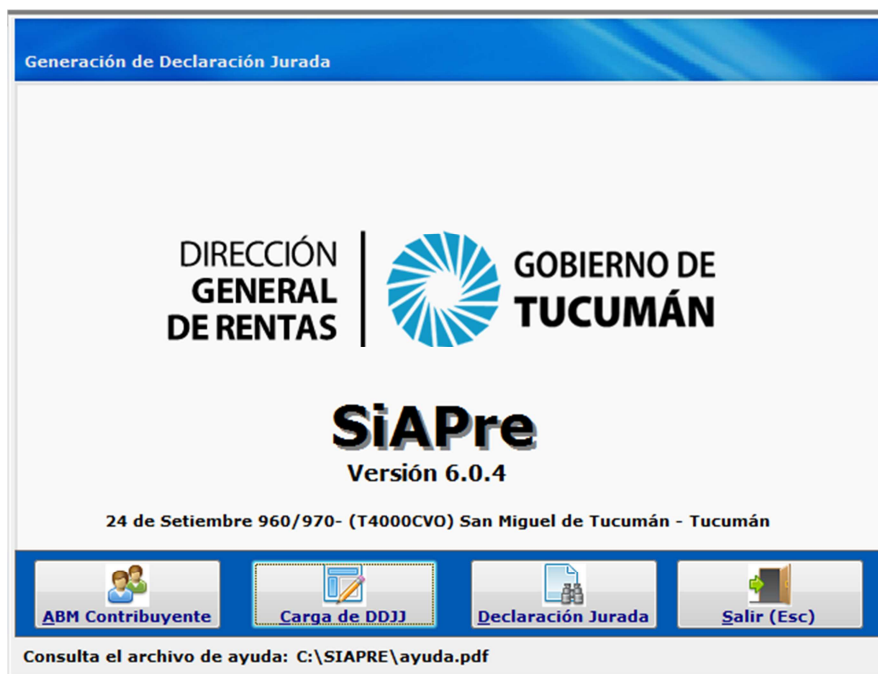 Generación de Declaración Jurada
DIRECCIÓN
GENERAL
DE RENTAS
GOBIERNO DE
TUCUMÁN
SiAPre
Versión 6.0.4
24 de Setiembre 960/970- (T4000CVO) San Miguel de Tucumán - Tucumán
ABM Contribuyente
Carga de DDJJ
Declaración Jurada
Salir (Esc)
Consulta el archivo de ayuda: C:\SIAPRE\ayuda.pdf